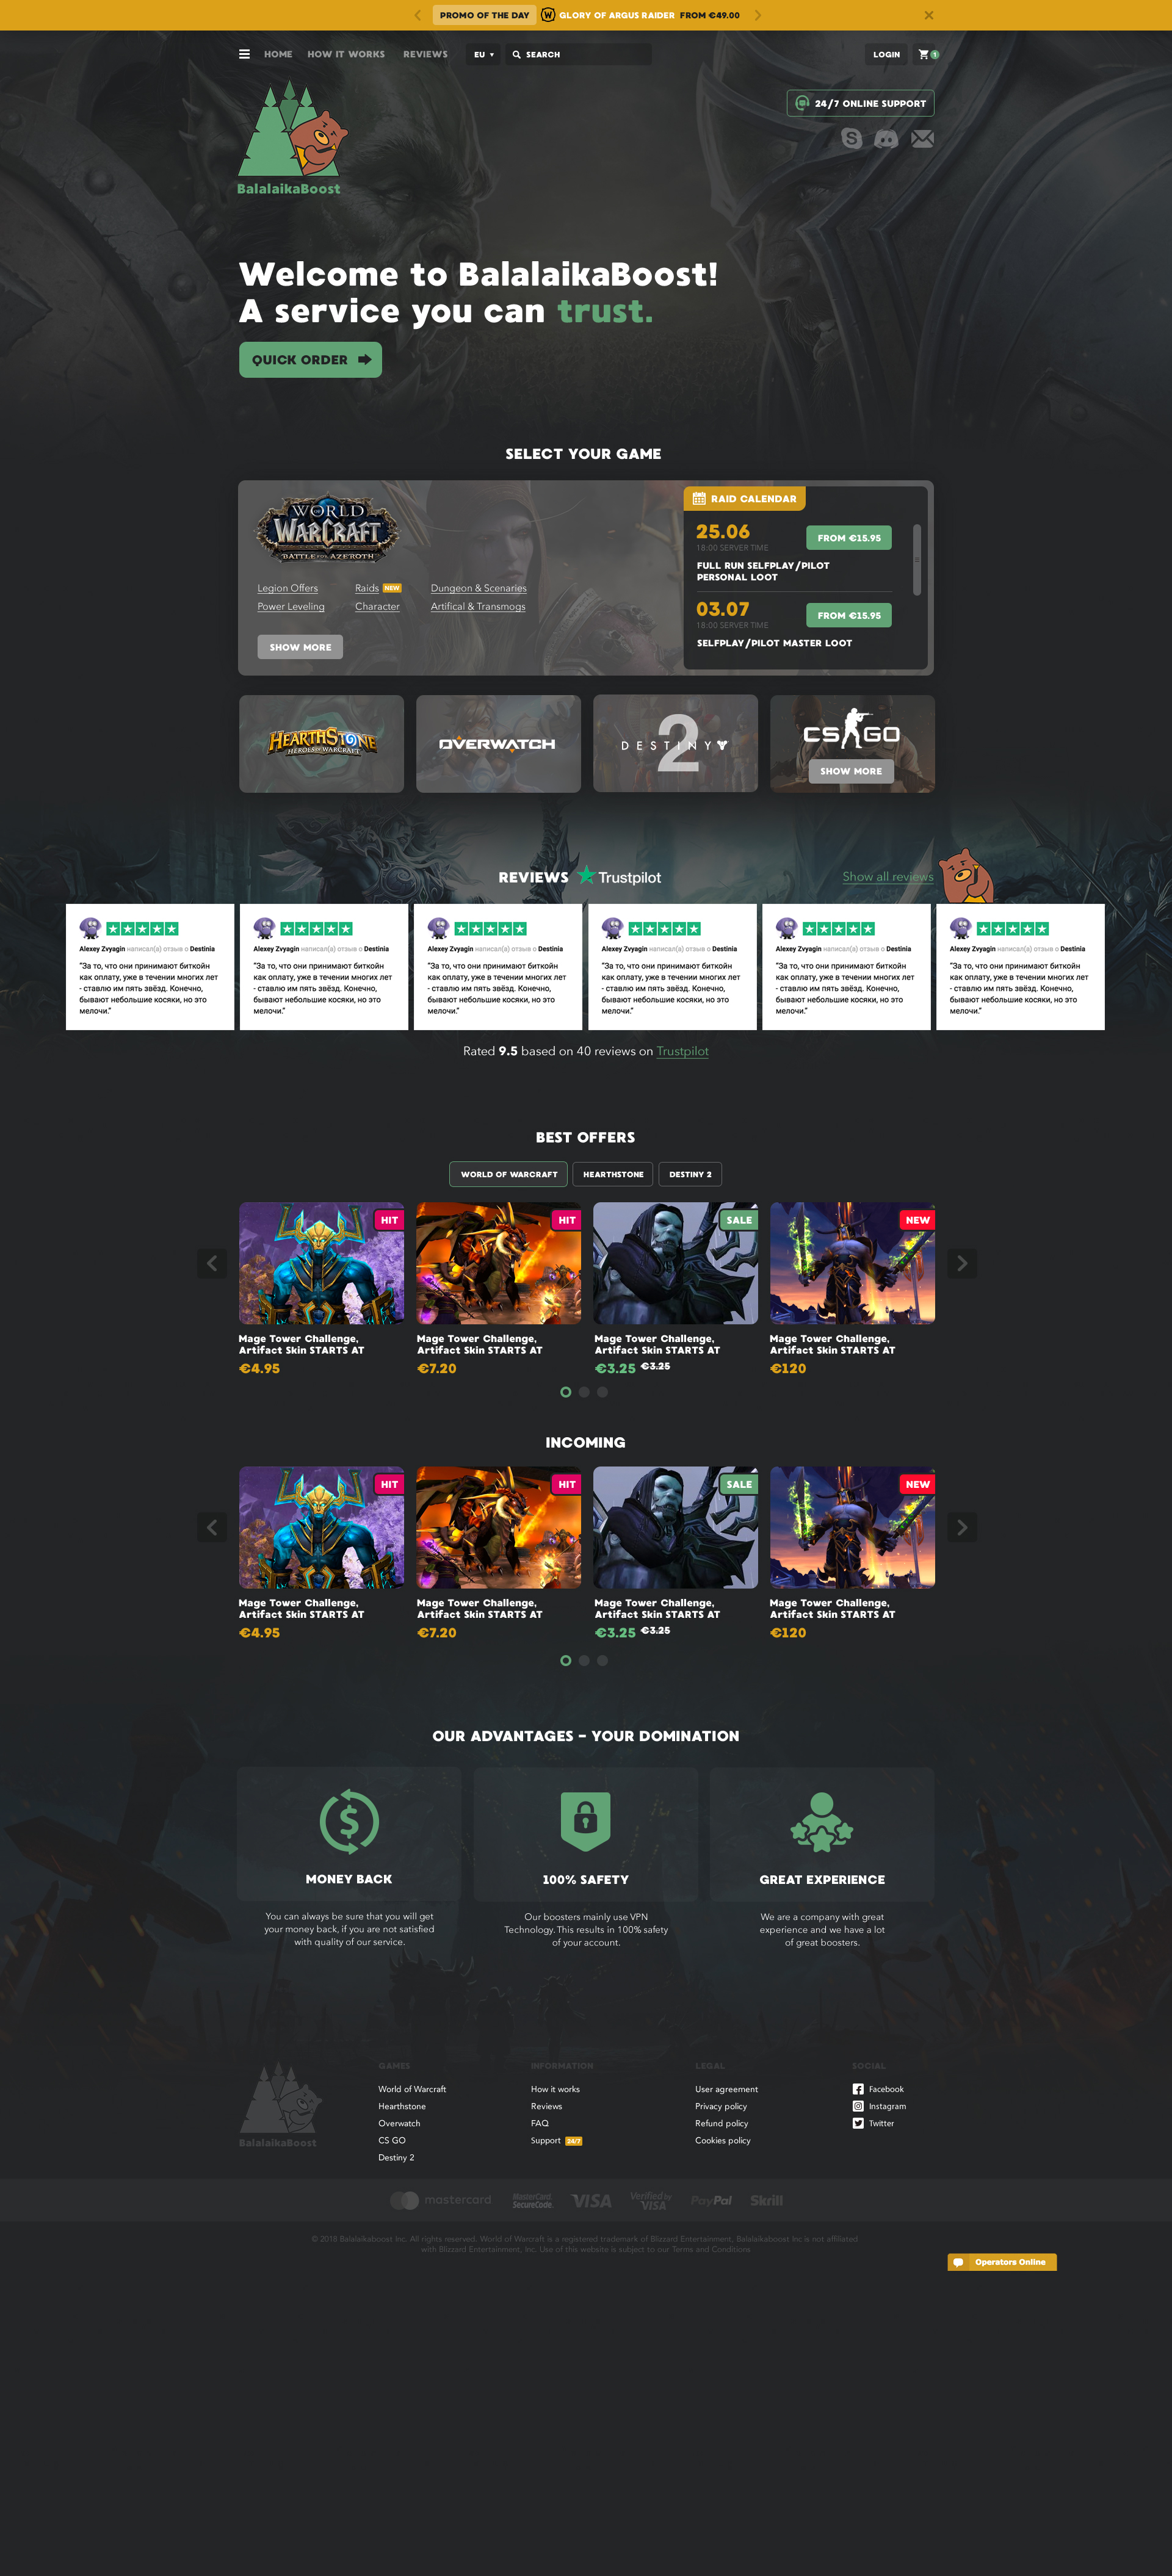 PROMO OF THE DAY GLORY OF ARGUS RAIDER FROM €49.00
HOME HOW IT WORKS REVIEWS EU SEARCH LOGIN 1
24/7 ONLINE SUPPORT
BalalaikaBoost
Welcome to BalalaikaBoost!
A service you can trust.
QUICK ORDER
SELECT YOUR GAME
WORLD
WARCRAFT
BATTLE FOR AZEROTH
Legion Offers Raids NEW Dungeon & Scenaries
Power Leveling Character Artifical & Transmogs
SHOW MORE
RAID CALENDAR
25.06
18:00 SERVER TIME
FROM €15.95
FULL RUN SELFPLAY/PILOT
PERSONAL LOOT
03.07
18:00 SERVER TIME
FROM €15.95
SELFPLAY/PILOT MASTER LOOT
HEARTHSTONE
HEROES OF WARCRAFT
OVERWATCH
DESTINY 2
CS GO
SHOW MORE
REVIEWS Trustpilot
Show all reviews
Alexey Zvyagin написал(а) отзыв о Destinia
"За то, что они принимают биткойн
как оплату, уже в течении многих лет
- ставлю им пять звёзд. Конечно,
бывают небольшие косяки, но это
мелочи."
Alexey Zvyagin написал(а) отзыв о Destinia
"За то, что они принимают биткойн
как оплату, уже в течении многих лет
- ставлю им пять звёзд. Конечно,
бывают небольшие косяки, но это
мелочи."
Alexey Zvyagin написал(а) отзыв о Destinia
"За то, что они принимают биткойн
как оплату, уже в течении многих лет
- ставлю им пять звёзд. Конечно,
бывают небольшие косяки, но это
мелочи."
Alexey Zvyagin написал(а) отзыв о Destinia
"За то, что они принимают биткойн
как оплату, уже в течении многих лет
- ставлю им пять звёзд. Конечно,
бывают небольшие косяки, но это
мелочи."
Alexey Zvyagin написал(а) отзыв о Destinia
"За то, что они принимают биткойн
как оплату, уже в течении многих лет
- ставлю им пять звёзд. Конечно,
бывают небольшие косяки, но это
мелочи."
Alexey Zvyagin написал(а) отзыв о Destinia
"За то, что они принимают биткойн
как оплату, уже в течении многих лет
- ставлю им пять звёзд. Конечно,
бывают небольшие косяки, но это
мелочи."
Rated 9.5 based on 40 reviews on Trustpilot
BEST OFFERS
WORLD OF WARCRAFT HEARTHSTONE DESTINY 2
HIT
Mage Tower Challenge,
Artifact Skin STARTS AT
€4.95
HIT
Mage Tower Challenge,
Artifact Skin STARTS AT
€7.20
SALE
Mage Tower Challenge,
Artifact Skin STARTS AT
€3.25 €3.25
NEW
Mage Tower Challenge,
Artifact Skin STARTS AT
€120
INCOMING
HIT
Mage Tower Challenge,
Artifact Skin STARTS AT
€4.95
HIT
Mage Tower Challenge,
Artifact Skin STARTS AT
€7.20
SALE
Mage Tower Challenge,
Artifact Skin STARTS AT
€3.25 €3.25
NEW
Mage Tower Challenge,
Artifact Skin STARTS AT
€120
OUR ADVANTAGES – YOUR DOMINATION
MONEY BACK
You can always be sure that you will get
your money back, if you are not satisfied
with quality of our service.
100% SAFETY
Our boosters mainly use VPN
Technology. This results in 100% safety
of your account.
GREAT EXPERIENCE
We are a company with great
experience and we have a lot
of great boosters.
BalalaikaBoost
GAMES
World of Warcraft
Hearthstone
Overwatch
CS GO
Destiny 2
INFORMATION
How it works
Reviews
FAQ
Support 24/7
LEGAL
User agreement
Privacy policy
Refund policy
Cookies policy
SOCIAL
Facebook
Instagram
Twitter
mastercard
MasterCard.
SecureCode.
VISA
Verified by
VISA
PayPal
Skrill
© 2018 Balalaikaboost Inc. All rights reserved. World of Warcraft is a registered trademark of Blizzard Entertainment, Balalaikaboost Inc is not affiliated
with Blizzard Entertainment, Inc. Use of this website is subject to our Terms and Conditions
Operators Online